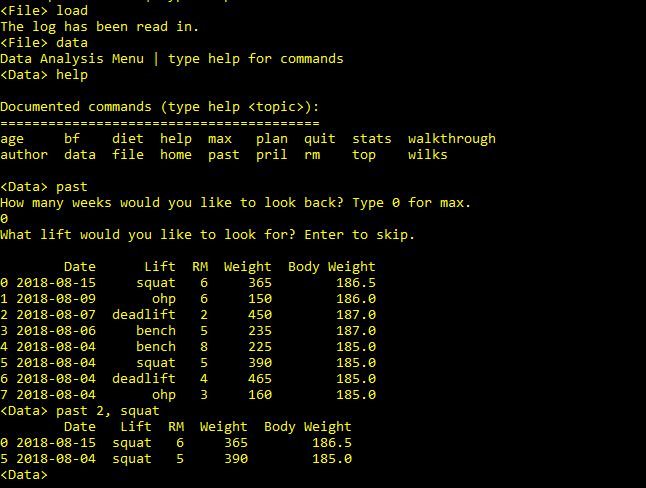 <File> load
The log has been read in.
<File> data
Data Analysis Menu | type help for commands
<Data> help
Documented commands (type help <topic>):
========================================
age bf diet help max plan quit stats walkthrough
author data file home past pril rm top wilks
<Data> past
How many weeks would you like to look back? Type 0 for max.
0
What lift would you like to look for? Enter to skip.
Date Lift RM Weight Body Weight
0 2018-08-15 squat 6 365 186.5
1 2018-08-09 ohp 6 150 186.0
2 2018-08-07 deadlift 2 450 187.0
3 2018-08-06 bench 5 235 187.0
4 2018-08-04 bench 8 225 185.0
5 2018-08-04 squat 5 390 185.0
6 2018-08-04 deadlift 4 465 185.0
7 2018-08-04 ohp 3 160 185.0
<Data> past 2, squat
Date Lift RM Weight Body Weight
0 2018-08-15 squat 6 365 186.5
5 2018-08-04 squat 5 390 185.0
<Data>